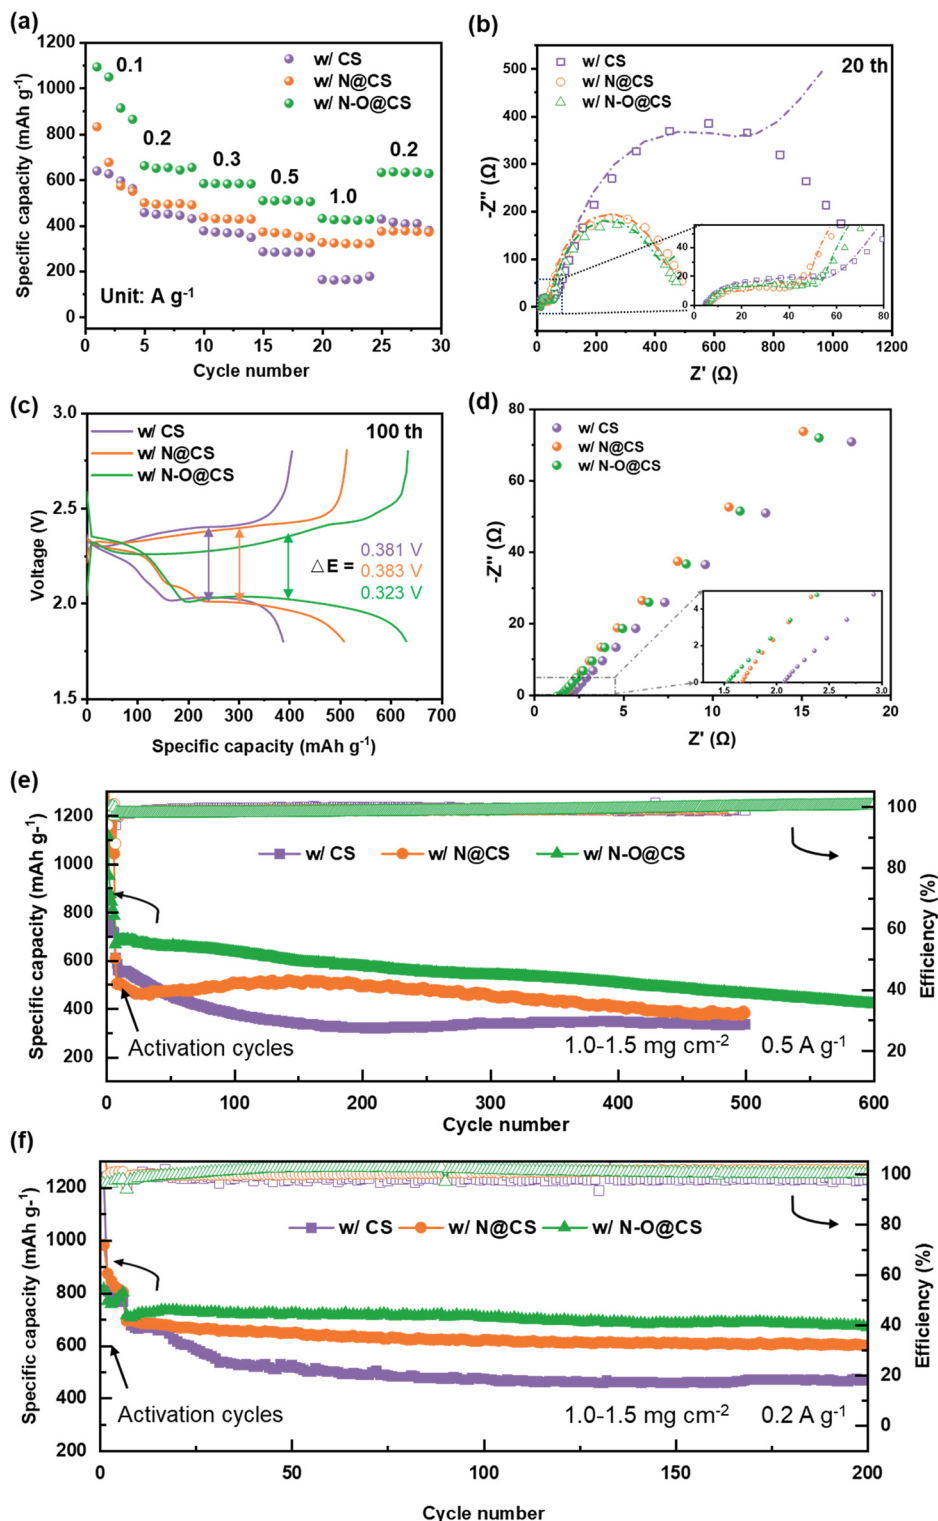 (a)
1200
1000
800
600
400
200
0
Specific capacity (mAh g-1)
0.1
0.2
0.3
0.5
1.0
0.2
w/ CS
w/ N@CS
w/ N-O@CS
Unit: A g-1
0 5 10 15 20 25 30
Cycle number
(b)
500
400
300
200
100
0
-Z'' (Ω)
w/ CS
w/ N@CS
w/ N-O@CS
20 th
40
20
0
0 20 40 60 80
0 200 400 600 800 1000 1200
Z' (Ω)
(c)
3.0
2.5
2.0
1.5
Voltage (V)
w/ CS
w/ N@CS
w/ N-O@CS
100 th
△E =
0.381 V
0.383 V
0.323 V
0 100 200 300 400 500 600 700
Specific capacity (mAh g-1)
(d)
80
60
40
20
0
-Z'' (Ω)
w/ CS
w/ N@CS
w/ N-O@CS
4
2
0
1.2 1.5 1.8 2.1 2.4 2.7 3.0
0 5 10 15 20
Z' (Ω)
(e)
1200
1000
800
600
400
200
Specific capacity (mAh g-1)
w/ CS
w/ N@CS
w/ N-O@CS
Activation cycles
1.0-1.5 mg cm-2
0.5 A g-1
100
80
60
40
20
Efficiency (%)
0 100 200 300 400 500 600
Cycle number
(f)
1200
1000
800
600
400
200
Specific capacity (mAh g-1)
w/ CS
w/ N@CS
w/ N-O@CS
Activation cycles
1.0-1.5 mg cm-2
0.2 A g-1
100
80
60
40
20
0
Efficiency (%)
0 50 100 150 200
Cycle number